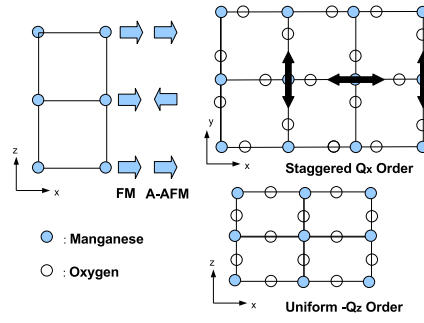 z
x
FM A-AFM
y
x
Staggered Qx Order
: Manganese
: Oxygen
z
x
Uniform -Qz Order